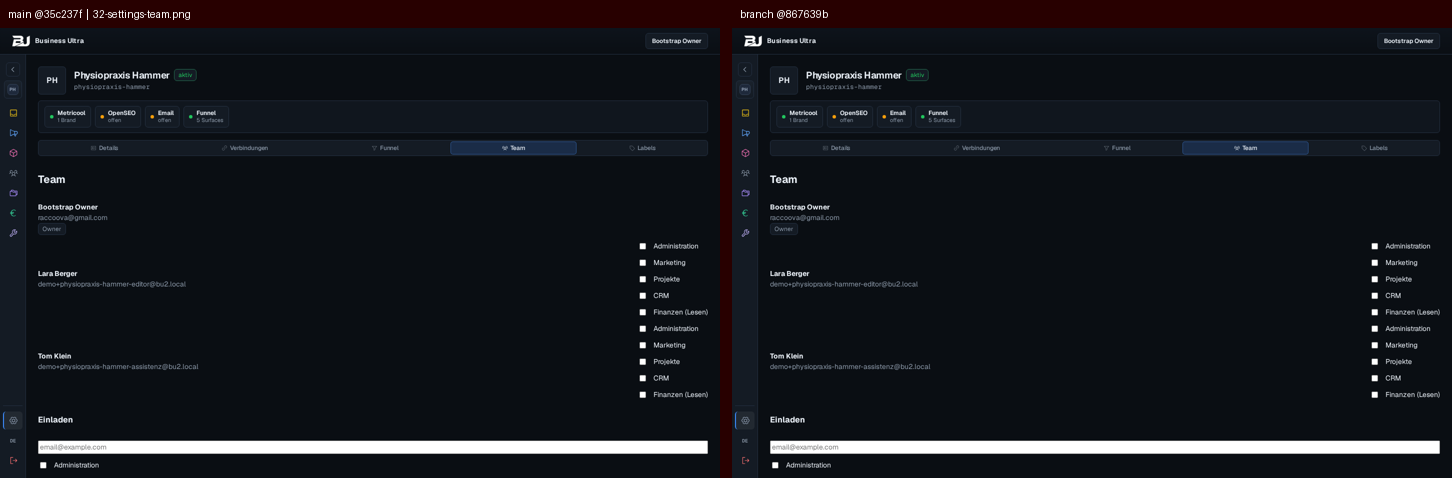 main @35c237f | 32-settings-team.png
Business Ultra
Bootstrap Owner
PH
PH
Physiopraxis Hammer
aktiv
physiopraxis-hammer
Metricool
1 Brand
OpenSEO
offen
Email
offen
Funnel
5 Surfaces
Details
Verbindungen
Funnel
Team
Labels
Team
Bootstrap Owner
raccoova@gmail.com
Owner
Administration
Marketing
Lara Berger
Projekte
demo+physiopraxis-hammer-editor@bu2.local
CRM
Finanzen (Lesen)
Administration
Marketing
Tom Klein
Projekte
demo+physiopraxis-hammer-assistenz@bu2.local
CRM
Finanzen (Lesen)
Einladen
DE
email@example.com
Administration
branch @867639b
Business Ultra
Bootstrap Owner
PH
PH
Physiopraxis Hammer
aktiv
physiopraxis-hammer
Metricool
1 Brand
OpenSEO
offen
Email
offen
Funnel
5 Surfaces
Details
Verbindungen
Funnel
Team
Labels
Team
Bootstrap Owner
raccoova@gmail.com
Owner
Administration
Marketing
Lara Berger
Projekte
demo+physiopraxis-hammer-editor@bu2.local
CRM
Finanzen (Lesen)
Administration
Marketing
Tom Klein
Projekte
demo+physiopraxis-hammer-assistenz@bu2.local
CRM
Finanzen (Lesen)
Einladen
DE
email@example.com
Administration